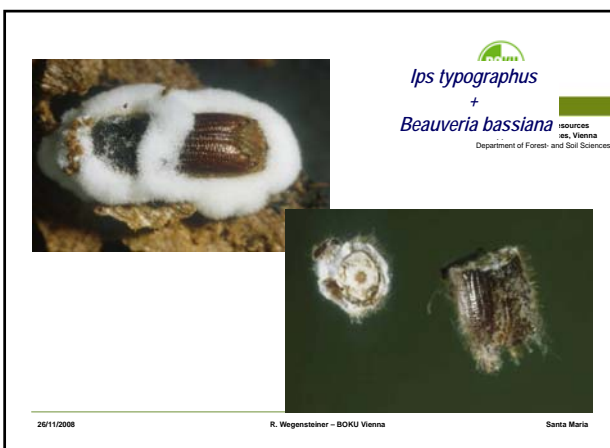 Ips typographus
+
Beauveria bassiana
esources
es, Vienna
Department of Forest- and Soil Sciences
26/11/2008 R. Wegensteiner – BOKU Vienna Santa Maria